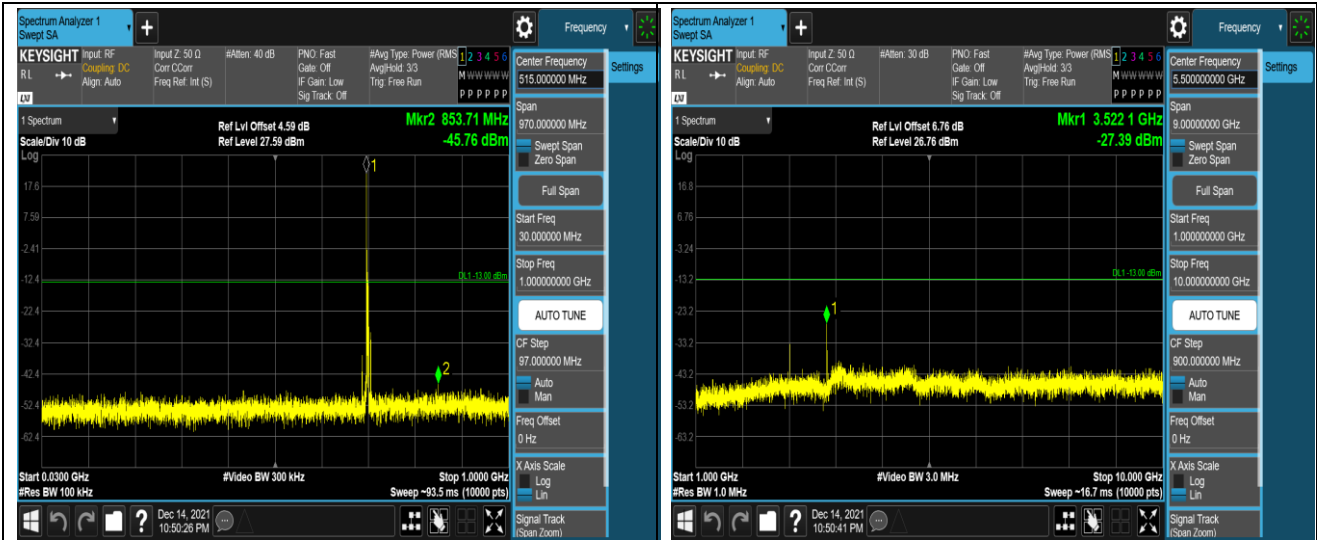 Spectrum Analyzer 1
Swept SA
+
Frequency
KEYSIGHT
RL
LXI
Input: RF
Coupling: DC
Align: Auto
Input Z: 50 Ω
Corr CCorr
Freq Ref: Int (S)
#Atten: 40 dB
PNO: Fast
Gate: Off
IF Gain: Low
Sig Track: Off
#Avg Type: Power (RMS
Avg|Hold: 3/3
Trig: Free Run
1 2 3 4 5 6
M W W W W W
P P P P P P
Center Frequency
515.000000 MHz
Settings
1 Spectrum
Scale/Div 10 dB
Log
Ref Lvl Offset 4.59 dB
Ref Level 27.59 dBm
Mkr2 853.71 MHz
-45.76 dBm
17.6
7.59
-2.41
-12.4
-22.4
-32.4
-42.4
-52.4
-62.4
1
2
DL1 -13.00 dBm
Span
970.000000 MHz
Swept Span
Zero Span
Full Span
Start Freq
30.000000 MHz
Stop Freq
1.000000000 GHz
AUTO TUNE
CF Step
97.000000 MHz
Auto
Man
Freq Offset
0 Hz
X Axis Scale
Log
Lin
Signal Track
(Span Zoom)
Start 0.0300 GHz
#Res BW 100 kHz
#Video BW 300 kHz
Stop 1.0000 GHz
Sweep ~93.5 ms (10000 pts)
?
Dec 14, 2021
10:50:26 PM
Spectrum Analyzer 1
Swept SA
+
Frequency
KEYSIGHT
RL
LXI
Input: RF
Coupling: DC
Align: Auto
Input Z: 50 Ω
Corr CCorr
Freq Ref: Int (S)
#Atten: 30 dB
PNO: Fast
Gate: Off
IF Gain: Low
Sig Track: Off
#Avg Type: Power (RMS
Avg|Hold: 3/3
Trig: Free Run
1 2 3 4 5 6
M W W W W W
P P P P P P
Center Frequency
5.500000000 GHz
Settings
1 Spectrum
Scale/Div 10 dB
Log
Ref Lvl Offset 6.76 dB
Ref Level 26.76 dBm
Mkr1 3.522 1 GHz
-27.39 dBm
16.8
6.76
-3.24
-13.2
-23.2
-33.2
-43.2
-53.2
-63.2
1
DL1 -13.00 dBm
Span
9.00000000 GHz
Swept Span
Zero Span
Full Span
Start Freq
1.000000000 GHz
Stop Freq
10.000000000 GHz
AUTO TUNE
CF Step
900.000000 MHz
Auto
Man
Freq Offset
0 Hz
X Axis Scale
Log
Lin
Signal Track
(Span Zoom)
Start 1.000 GHz
#Res BW 1.0 MHz
#Video BW 3.0 MHz
Stop 10.000 GHz
Sweep ~16.7 ms (10000 pts)
?
Dec 14, 2021
10:50:41 PM